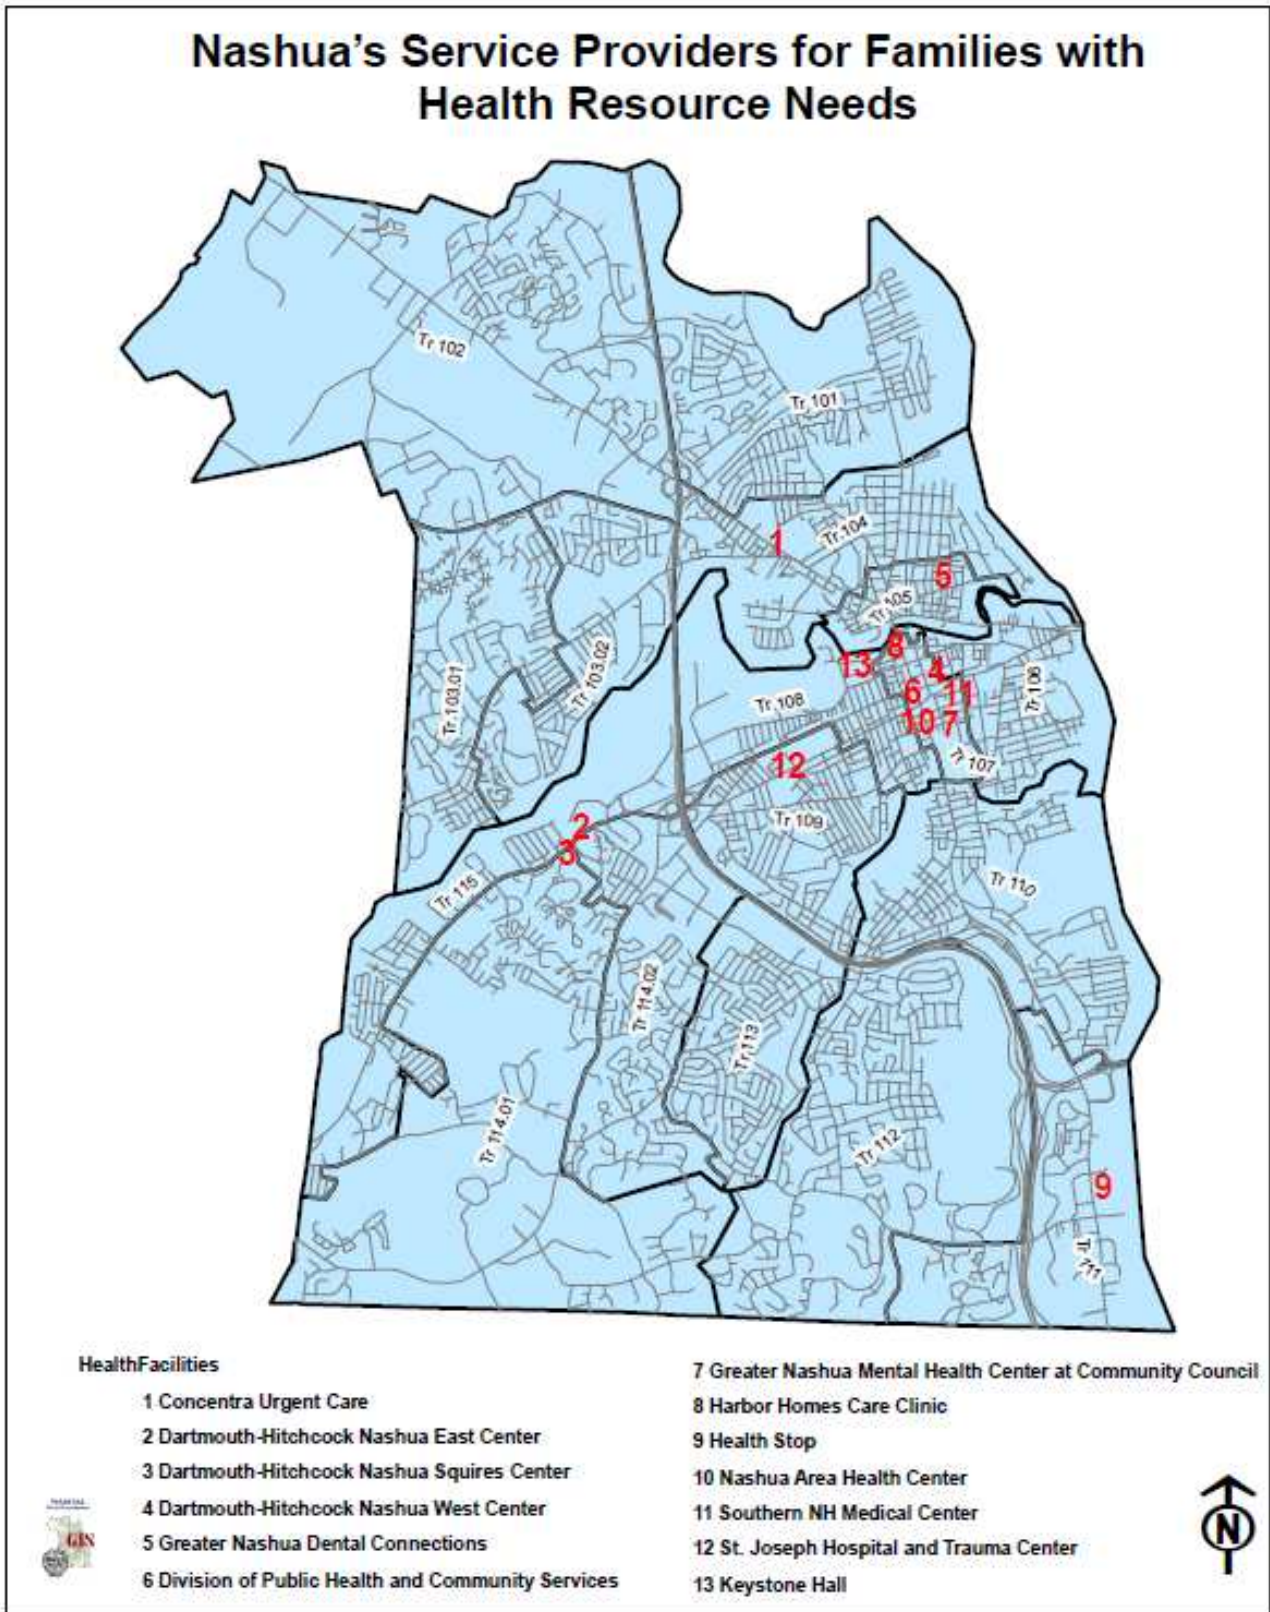 Nashua’s Service Providers for Families with
Health Resource Needs
Tr 102
Tr 101
Tr 104
1
5
Tr 105
8
13
4
6
11
10
7
Tr 106
Tr 103.02
Tr 103.01
Tr 108
12
Tr 107
Tr 109
2
3
Tr 115
Tr 110
Tr 114.02
Tr 113
Tr 114.01
Tr 112
9
Tr 711
HealthFacilities
1 Concentra Urgent Care
2 Dartmouth-Hitchcock Nashua East Center
3 Dartmouth-Hitchcock Nashua Squires Center
4 Dartmouth-Hitchcock Nashua West Center
5 Greater Nashua Dental Connections
6 Division of Public Health and Community Services
7 Greater Nashua Mental Health Center at Community Council
8 Harbor Homes Care Clinic
9 Health Stop
10 Nashua Area Health Center
11 Southern NH Medical Center
12 St. Joseph Hospital and Trauma Center
13 Keystone Hall
GIS
N